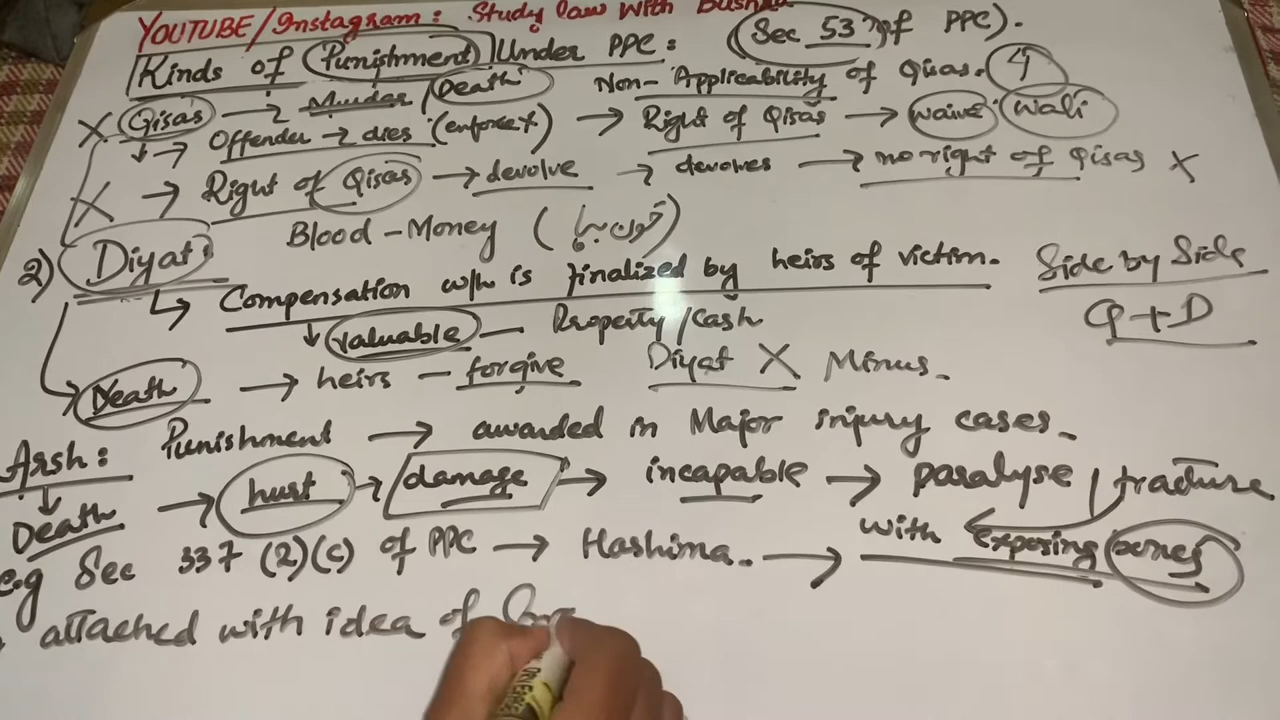 YOUTUBE/Instagram: Study law With Bushra
Kinds of Punishment Under PPC: (Sec 53 of PPC).
Qisas → Murder / Death Non-Applicability of Qisas. 4
X ↓ → Offender → dies (enforce X) → Right of Qisas → waive wali
X → Right of Qisas → devolve → devolves → no right of Qisas X
2) Diyat: Blood-Money (خون بہا)
↳ Compensation w/h is finalized by heirs of victim. Side by Side
↓ valuable — Property/Cash Q+D
Death → heirs - forgive Diyat X Minus.
Arsh: Punishment → awarded in Major injury cases.
↓ Death → hurt → damage → incapable → paralyse / fracture
e.g Sec 337 (2)(c) of PPC → Hashima. → with exposing bones
attached with idea of